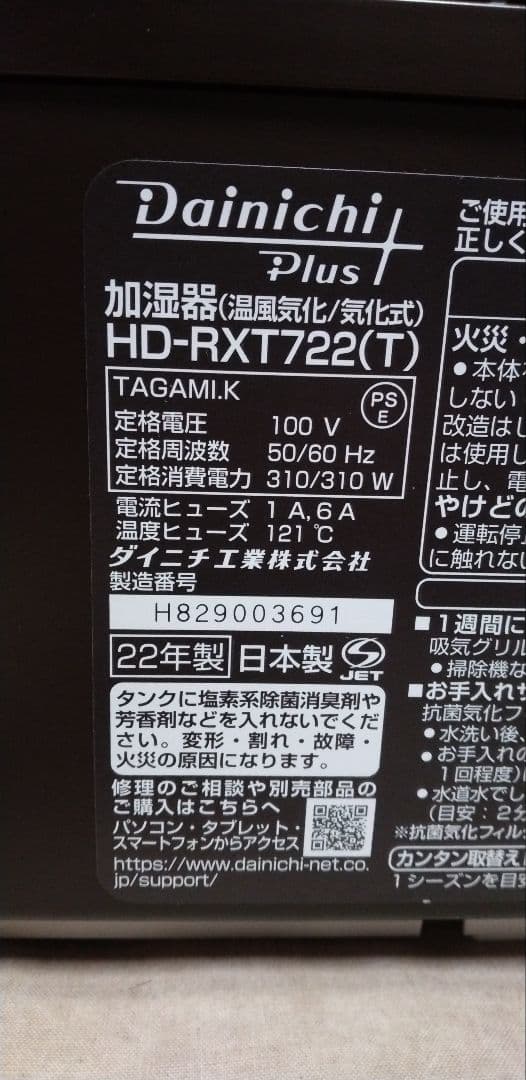 Dainichi
Plus
加湿器(温風気化/気化式)
HD-RXT722(T)
TAGAMI.K
PS
E
定格電圧 100 V
定格周波数 50/60 Hz
定格消費電力 310/310 W
電流ヒューズ 1 A,6 A
温度ヒューズ 121 ℃
ダイニチ工業株式会社
製造番号
H829003691
22年製 日本製
JET
タンクに塩素系除菌消臭剤や
芳香剤などを入れないでくだ
さい。変形・割れ・故障・
火災の原因になります。
修理のご相談や別売部品の
ご購入はこちらへ
パソコン・タブレット・
スマートフォンからアクセス
https://www.dainichi-net.co.
jp/support/
ご使用
正しく
火災・
●本体
しない
改造は
は使用し
止し、電
やけどの
●運転停止
に触れない
■1週間に
吸気グリル
●掃除機な
■お手入れ
抗菌気化フ
●水洗い後、
●お手入れの
1回程度)
●水道水でし
(目安:2分
※抗菌気化フィル
カンタン取替え
1シーズンを目安